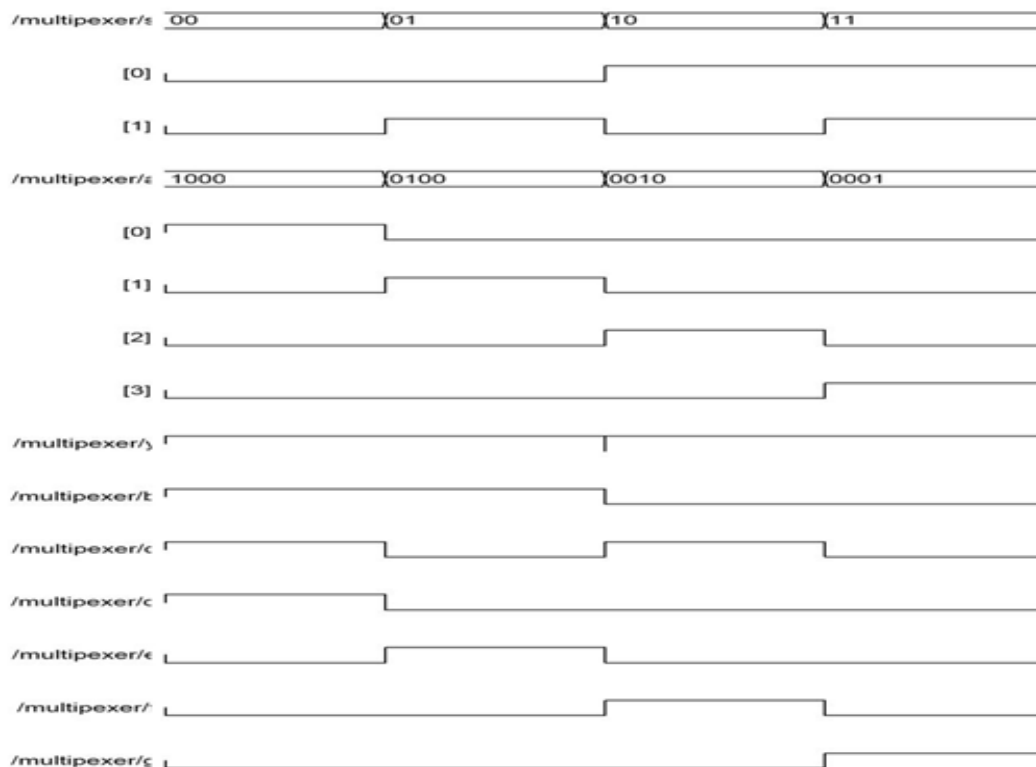 /multipexer/s 00 01 10 11
[0]
[1]
/multipexer/a 1000 0100 0010 0001
[0]
[1]
[2]
[3]
/multipexer/y
/multipexer/b
/multipexer/c
/multipexer/c
/multipexer/e
/multipexer/
/multipexer/g